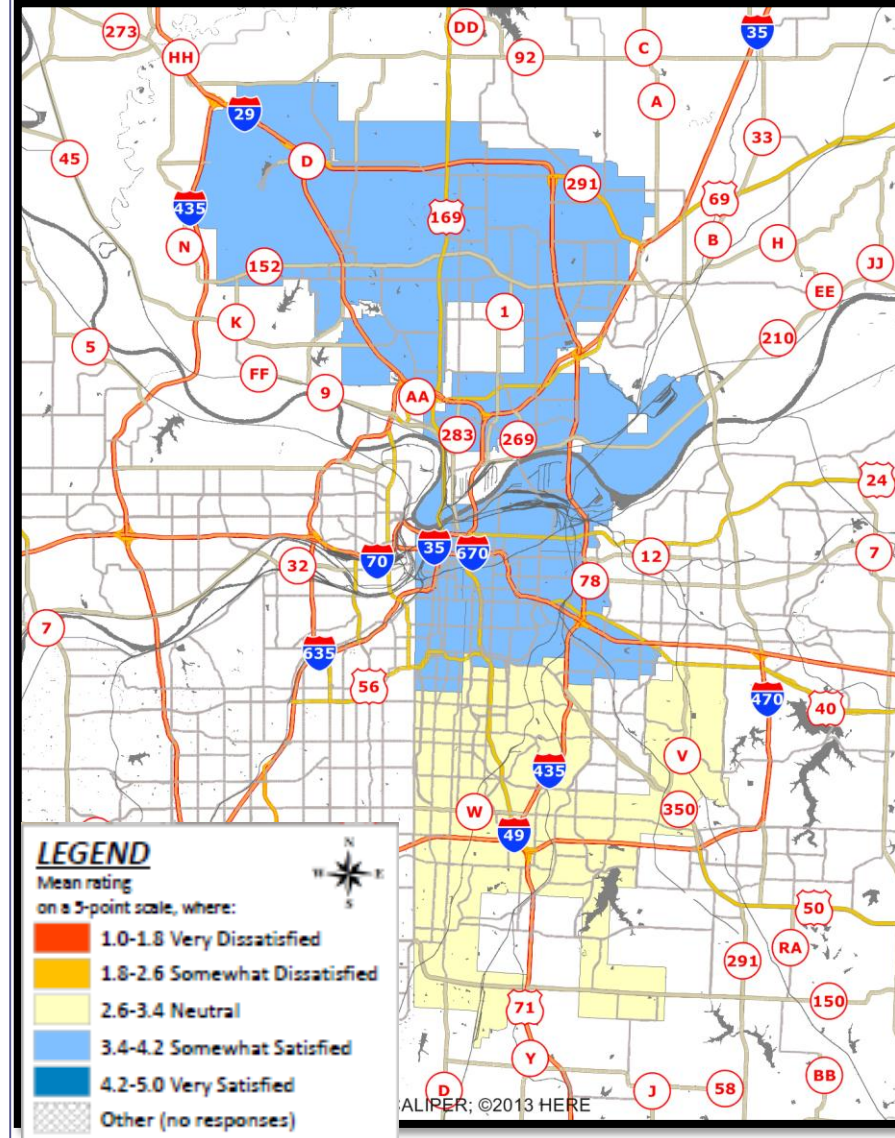 273
DD
92
C
35
HH
A
29
33
45
D
291
69
435
169
N
B
H
152
JJ
EE
1
K
210
5
FF
9
AA
283
269
24
35
670
70
12
7
32
78
7
635
56
470
40
V
435
W
350
49
LEGEND
Mean rating
on a 5-point scale, where:
N
W
E
S
1.0-1.8 Very Dissatisfied
1.8-2.6 Somewhat Dissatisfied
2.6-3.4 Neutral
3.4-4.2 Somewhat Satisfied
4.2-5.0 Very Satisfied
Other (no responses)
50
RA
291
150
71
Y
BB
D
J
58
ALIPER; ©2013 HERE